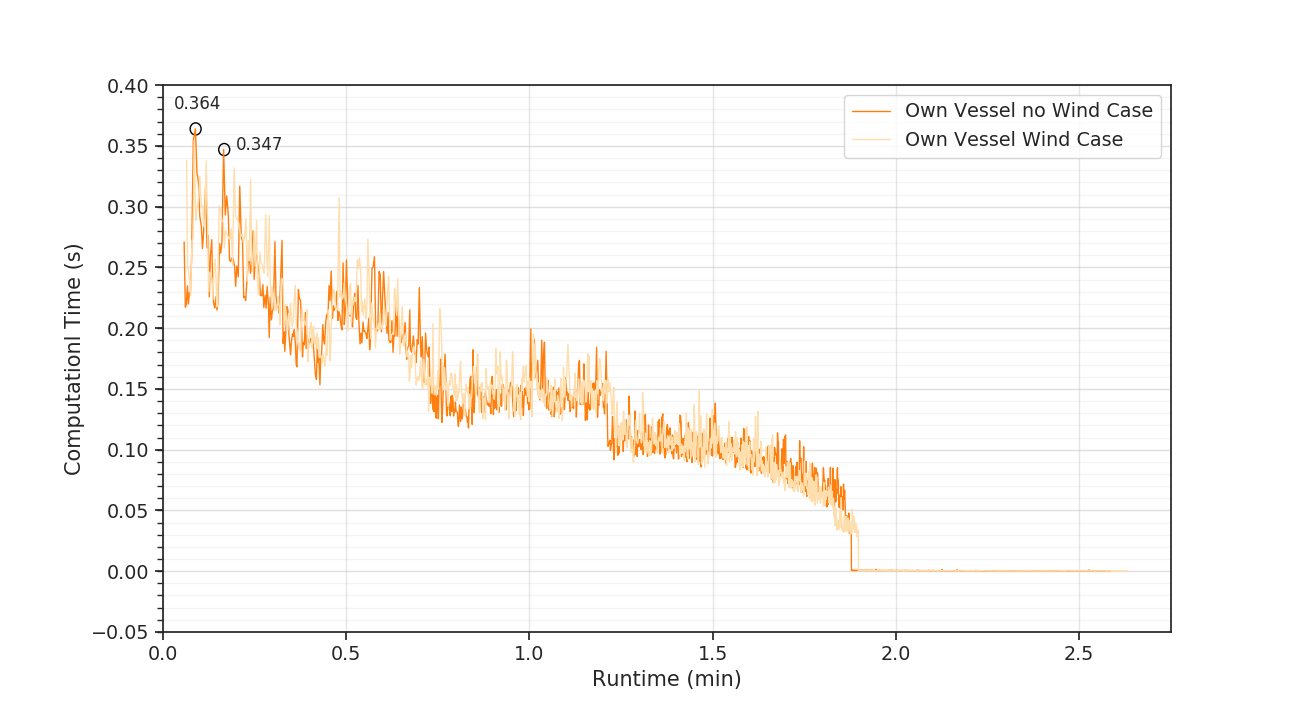 0.40
0.35
0.30
0.25
0.20
0.15
0.10
0.05
0.00
−0.05
0.364
0.347
Own Vessel no Wind Case
Own Vessel Wind Case
0.0 0.5 1.0 1.5 2.0 2.5
Runtime (min)
Computationl Time (s)